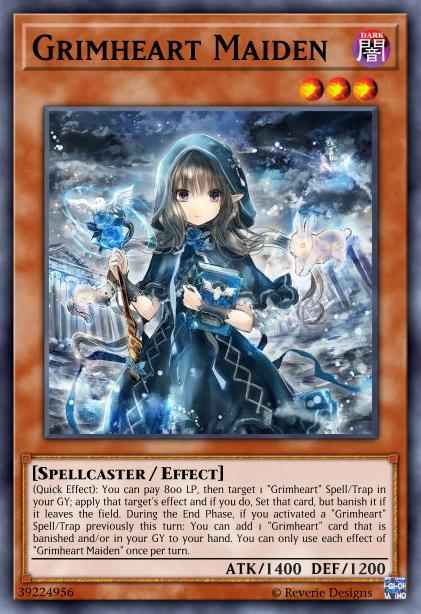 GRIMHEART MAIDEN
DARK
闇
[SPELLCASTER / EFFECT]
(Quick Effect): You can pay 800 LP, then target 1 "Grimheart" Spell/Trap in
your GY; apply that target's effect and if you do, Set that card, but banish it if
it leaves the field. During the End Phase, if you activated a "Grimheart"
Spell/Trap previously this turn: You can add 1 "Grimheart" card that is
banished and/or in your GY to your hand. You can only use each effect of
"Grimheart Maiden" once per turn.
ATK/1400 DEF/1200
39224956
© Reverie Designs